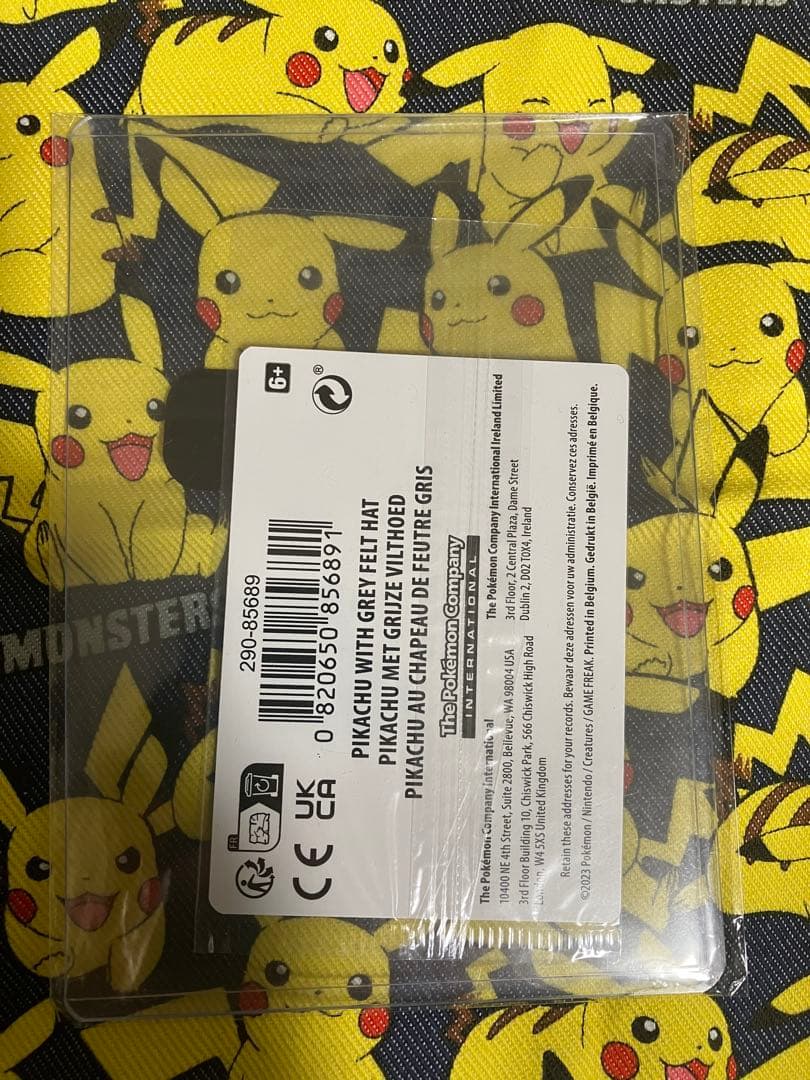 MONSTERS
6+
®
290-85689
0 820650 856891
PIKACHU WITH GREY FELT HAT
PIKACHU MET GRIJZE VILTHOED
PIKACHU AU CHAPEAU DE FEUTRE GRIS
FR
CE
UK
CA
The Pokémon Company
INTERNATIONAL
The Pokémon Company International
10400 NE 4th Street, Suite 2800, Bellevue, WA 98004 USA
3rd Floor Building 10, Chiswick Park, 566 Chiswick High Road
London, W4 5XS United Kingdom
The Pokémon Company International Ireland Limited
3rd Floor, 2 Central Plaza, Dame Street
Dublin 2, D02 T0X4, Ireland
Retain these addresses for your records. Bewaar deze adressen voor uw administratie. Conservez ces adresses.
©2023 Pokémon / Nintendo / Creatures / GAME FREAK. Printed in Belgium. Gedrukt in België. Imprimé en Belgique.